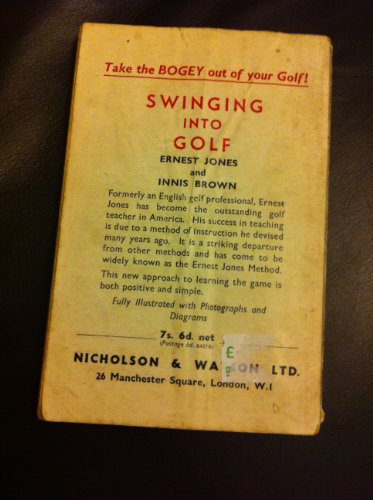 Take the BOGEY out of your Golf!
SWINGING
INTO
GOLF
ERNEST JONES
and
INNIS BROWN
Formerly an English golf professional, Ernest
Jones has become the outstanding golf
teacher in America. His success in teaching
is due to a method of instruction he devised
many years ago. It is a striking departure
from other methods and has come to be
widely known as the Ernest Jones Method.
This new approach to learning the game is
both positive and simple.
Fully Illustrated with Photographs and
Diagrams
7s. 6d. net
(Postage 6d. extra)
£
NICHOLSON & WATSON LTD.
26 Manchester Square, London, W.1